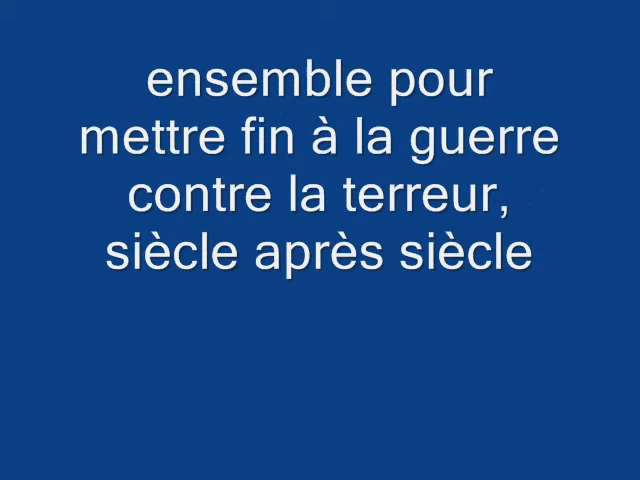 ensemble pour
mettre fin à la guerre
contre la terreur,
siècle après siècle